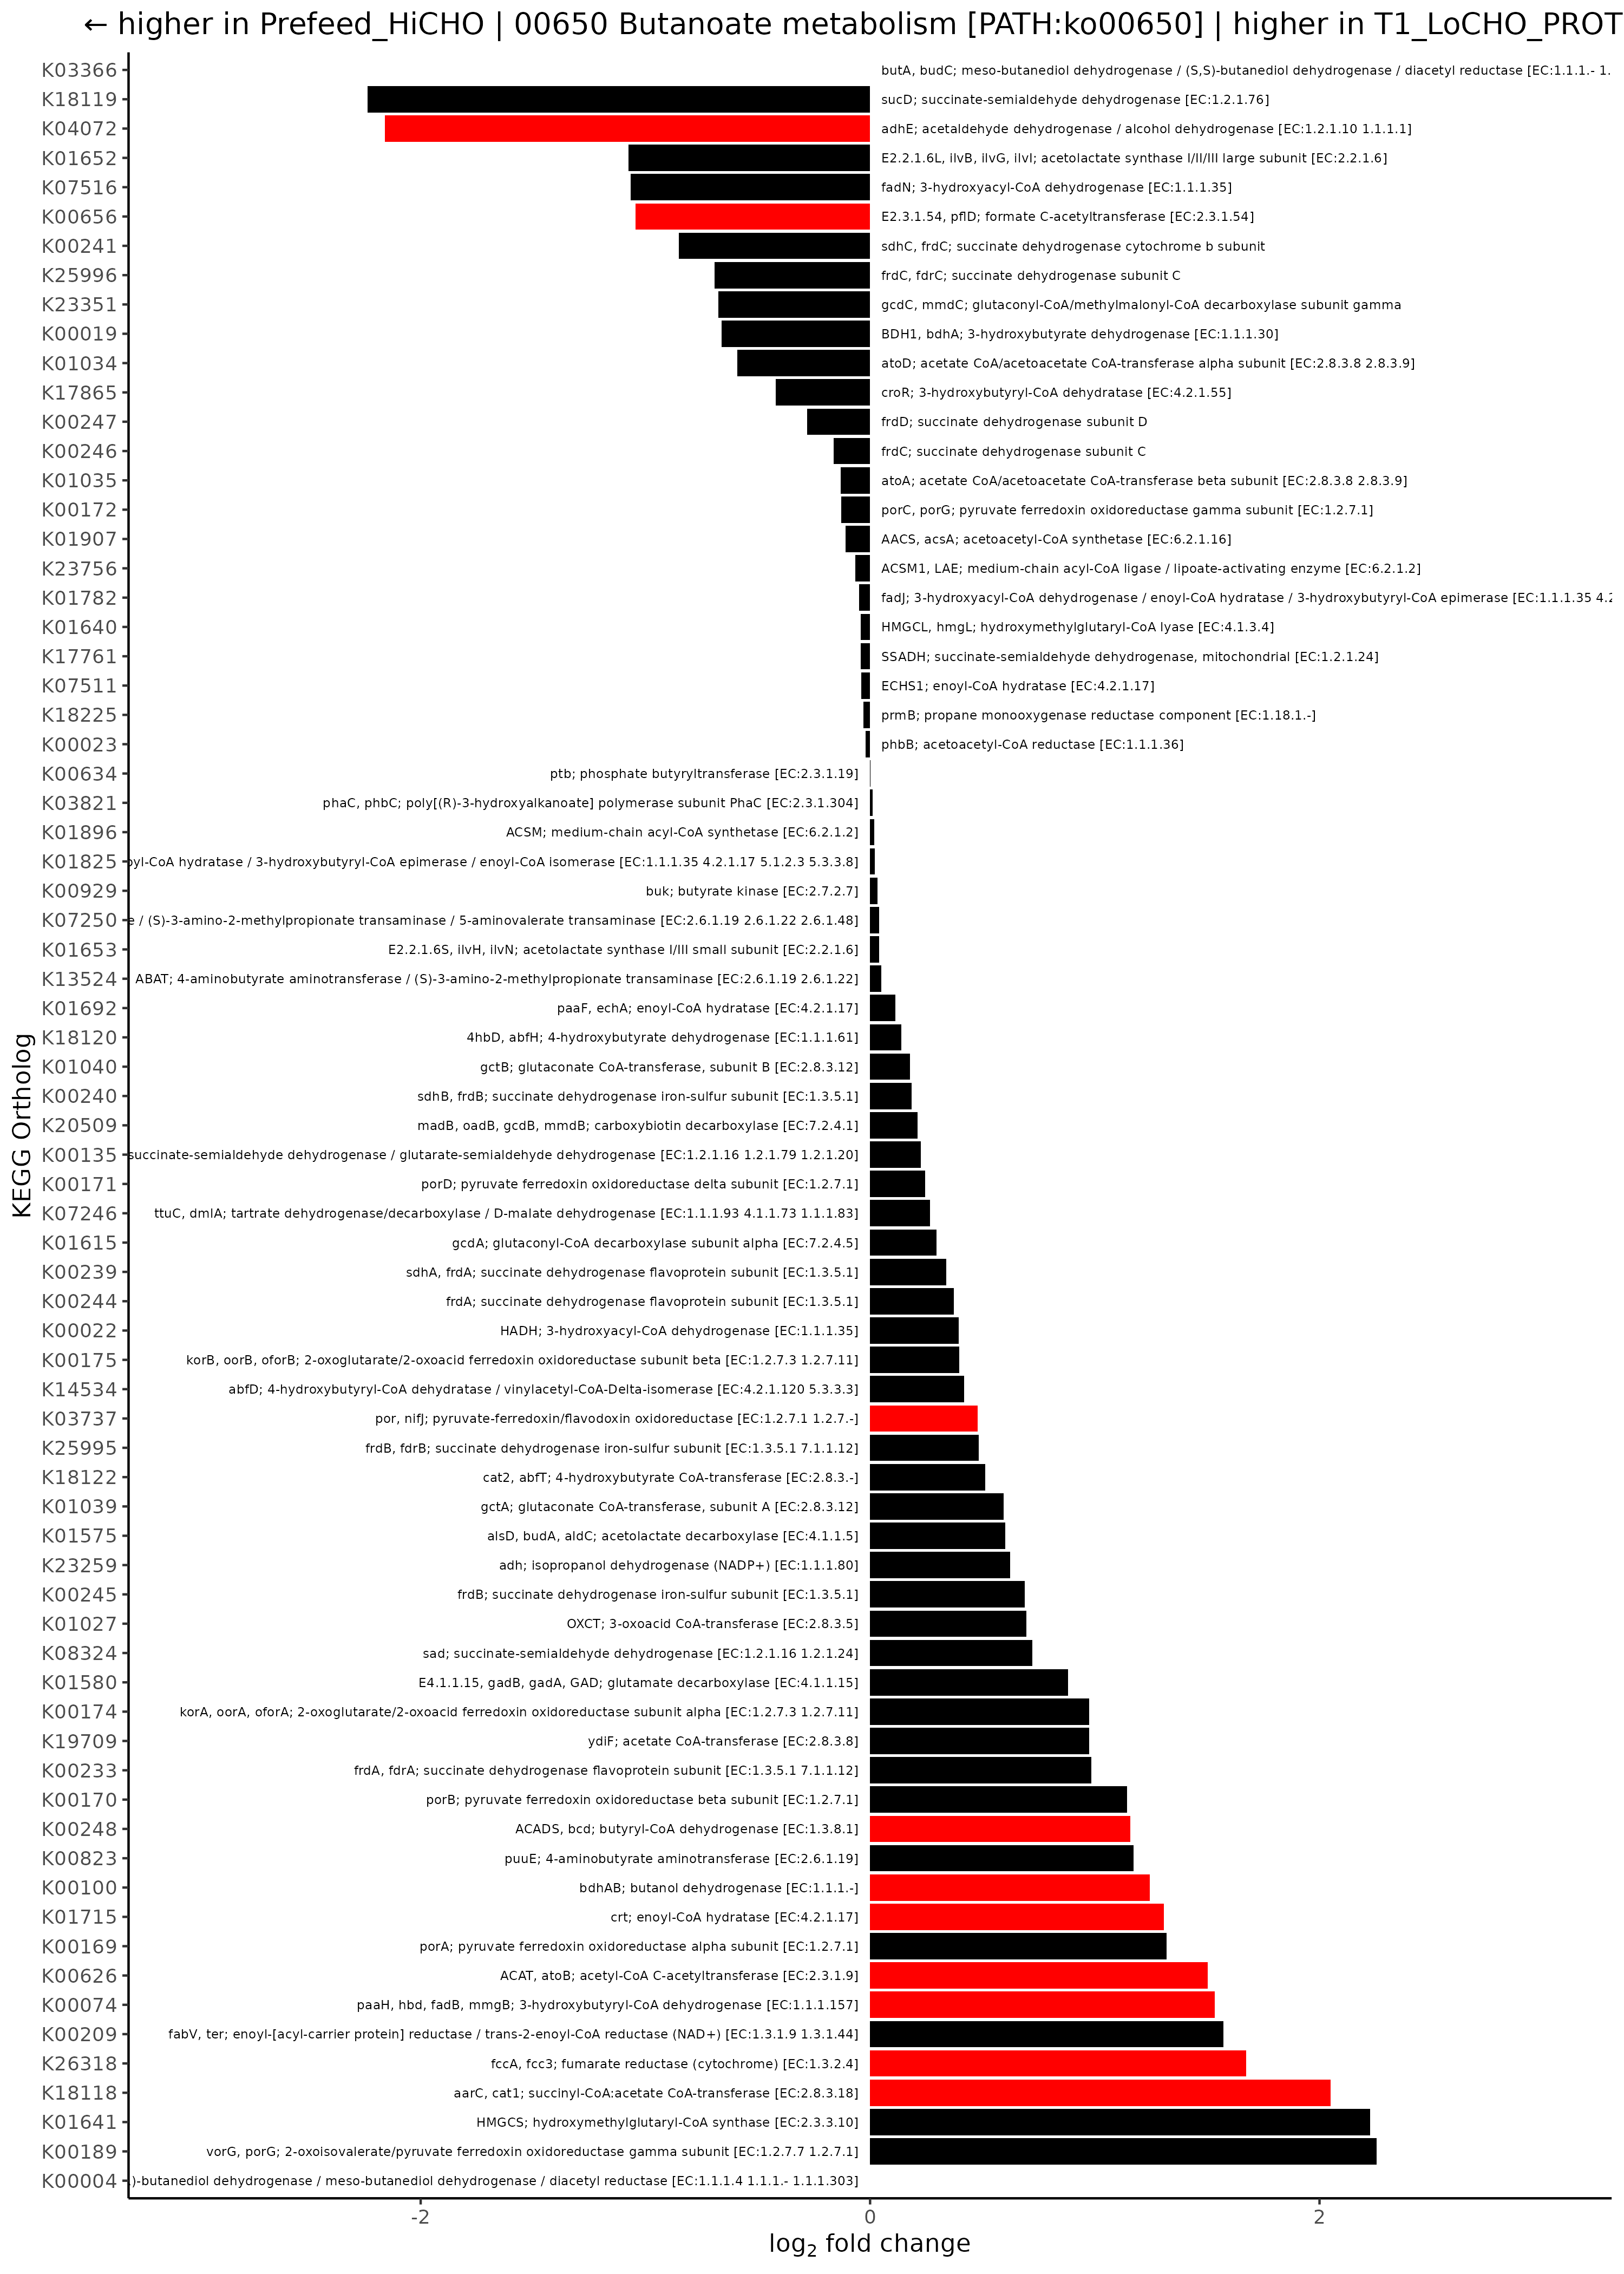 ← higher in Prefeed_HiCHO | 00650 Butanoate metabolism [PATH:ko00650] | higher in T1_LoCHO_PROT
K03366 butA, budC; meso-butanediol dehydrogenase / (S,S)-butanediol dehydrogenase / diacetyl reductase [EC:1.1.1.- 1.
K18119 sucD; succinate-semialdehyde dehydrogenase [EC:1.2.1.76]
K04072 adhE; acetaldehyde dehydrogenase / alcohol dehydrogenase [EC:1.2.1.10 1.1.1.1]
K01652 E2.2.1.6L, ilvB, ilvG, ilvI; acetolactate synthase I/II/III large subunit [EC:2.2.1.6]
K07516 fadN; 3-hydroxyacyl-CoA dehydrogenase [EC:1.1.1.35]
K00656 E2.3.1.54, pflD; formate C-acetyltransferase [EC:2.3.1.54]
K00241 sdhC, frdC; succinate dehydrogenase cytochrome b subunit
K25996 frdC, fdrC; succinate dehydrogenase subunit C
K23351 gcdC, mmdC; glutaconyl-CoA/methylmalonyl-CoA decarboxylase subunit gamma
K00019 BDH1, bdhA; 3-hydroxybutyrate dehydrogenase [EC:1.1.1.30]
K01034 atoD; acetate CoA/acetoacetate CoA-transferase alpha subunit [EC:2.8.3.8 2.8.3.9]
K17865 croR; 3-hydroxybutyryl-CoA dehydratase [EC:4.2.1.55]
K00247 frdD; succinate dehydrogenase subunit D
K00246 frdC; succinate dehydrogenase subunit C
K01035 atoA; acetate CoA/acetoacetate CoA-transferase beta subunit [EC:2.8.3.8 2.8.3.9]
K00172 porC, porG; pyruvate ferredoxin oxidoreductase gamma subunit [EC:1.2.7.1]
K01907 AACS, acsA; acetoacetyl-CoA synthetase [EC:6.2.1.16]
K23756 ACSM1, LAE; medium-chain acyl-CoA ligase / lipoate-activating enzyme [EC:6.2.1.2]
K01782 fadJ; 3-hydroxyacyl-CoA dehydrogenase / enoyl-CoA hydratase / 3-hydroxybutyryl-CoA epimerase [EC:1.1.1.35 4.2
K01640 HMGCL, hmgL; hydroxymethylglutaryl-CoA lyase [EC:4.1.3.4]
K17761 SSADH; succinate-semialdehyde dehydrogenase, mitochondrial [EC:1.2.1.24]
K07511 ECHS1; enoyl-CoA hydratase [EC:4.2.1.17]
K18225 prmB; propane monooxygenase reductase component [EC:1.18.1.-]
K00023 phbB; acetoacetyl-CoA reductase [EC:1.1.1.36]
K00634 ptb; phosphate butyryltransferase [EC:2.3.1.19]
K03821 phaC, phbC; poly[(R)-3-hydroxyalkanoate] polymerase subunit PhaC [EC:2.3.1.304]
K01896 ACSM; medium-chain acyl-CoA synthetase [EC:6.2.1.2]
K01825 oyl-CoA hydratase / 3-hydroxybutyryl-CoA epimerase / enoyl-CoA isomerase [EC:1.1.1.35 4.2.1.17 5.1.2.3 5.3.3.8]
K00929 buk; butyrate kinase [EC:2.7.2.7]
K07250 e / (S)-3-amino-2-methylpropionate transaminase / 5-aminovalerate transaminase [EC:2.6.1.19 2.6.1.22 2.6.1.48]
K01653 E2.2.1.6S, ilvH, ilvN; acetolactate synthase I/III small subunit [EC:2.2.1.6]
K13524 ABAT; 4-aminobutyrate aminotransferase / (S)-3-amino-2-methylpropionate transaminase [EC:2.6.1.19 2.6.1.22]
K01692 paaF, echA; enoyl-CoA hydratase [EC:4.2.1.17]
K18120 4hbD, abfH; 4-hydroxybutyrate dehydrogenase [EC:1.1.1.61]
K01040 gctB; glutaconate CoA-transferase, subunit B [EC:2.8.3.12]
K00240 sdhB, frdB; succinate dehydrogenase iron-sulfur subunit [EC:1.3.5.1]
K20509 madB, oadB, gcdB, mmdB; carboxybiotin decarboxylase [EC:7.2.4.1]
K00135 succinate-semialdehyde dehydrogenase / glutarate-semialdehyde dehydrogenase [EC:1.2.1.16 1.2.1.79 1.2.1.20]
K00171 porD; pyruvate ferredoxin oxidoreductase delta subunit [EC:1.2.7.1]
K07246 ttuC, dmlA; tartrate dehydrogenase/decarboxylase / D-malate dehydrogenase [EC:1.1.1.93 4.1.1.73 1.1.1.83]
K01615 gcdA; glutaconyl-CoA decarboxylase subunit alpha [EC:7.2.4.5]
K00239 sdhA, frdA; succinate dehydrogenase flavoprotein subunit [EC:1.3.5.1]
K00244 frdA; succinate dehydrogenase flavoprotein subunit [EC:1.3.5.1]
K00022 HADH; 3-hydroxyacyl-CoA dehydrogenase [EC:1.1.1.35]
K00175 korB, oorB, oforB; 2-oxoglutarate/2-oxoacid ferredoxin oxidoreductase subunit beta [EC:1.2.7.3 1.2.7.11]
K14534 abfD; 4-hydroxybutyryl-CoA dehydratase / vinylacetyl-CoA-Delta-isomerase [EC:4.2.1.120 5.3.3.3]
K03737 por, nifJ; pyruvate-ferredoxin/flavodoxin oxidoreductase [EC:1.2.7.1 1.2.7.-]
K25995 frdB, fdrB; succinate dehydrogenase iron-sulfur subunit [EC:1.3.5.1 7.1.1.12]
K18122 cat2, abfT; 4-hydroxybutyrate CoA-transferase [EC:2.8.3.-]
K01039 gctA; glutaconate CoA-transferase, subunit A [EC:2.8.3.12]
K01575 alsD, budA, aldC; acetolactate decarboxylase [EC:4.1.1.5]
K23259 adh; isopropanol dehydrogenase (NADP+) [EC:1.1.1.80]
K00245 frdB; succinate dehydrogenase iron-sulfur subunit [EC:1.3.5.1]
K01027 OXCT; 3-oxoacid CoA-transferase [EC:2.8.3.5]
K08324 sad; succinate-semialdehyde dehydrogenase [EC:1.2.1.16 1.2.1.24]
K01580 E4.1.1.15, gadB, gadA, GAD; glutamate decarboxylase [EC:4.1.1.15]
K00174 korA, oorA, oforA; 2-oxoglutarate/2-oxoacid ferredoxin oxidoreductase subunit alpha [EC:1.2.7.3 1.2.7.11]
K19709 ydiF; acetate CoA-transferase [EC:2.8.3.8]
K00233 frdA, fdrA; succinate dehydrogenase flavoprotein subunit [EC:1.3.5.1 7.1.1.12]
K00170 porB; pyruvate ferredoxin oxidoreductase beta subunit [EC:1.2.7.1]
K00248 ACADS, bcd; butyryl-CoA dehydrogenase [EC:1.3.8.1]
K00823 puuE; 4-aminobutyrate aminotransferase [EC:2.6.1.19]
K00100 bdhAB; butanol dehydrogenase [EC:1.1.1.-]
K01715 crt; enoyl-CoA hydratase [EC:4.2.1.17]
K00169 porA; pyruvate ferredoxin oxidoreductase alpha subunit [EC:1.2.7.1]
K00626 ACAT, atoB; acetyl-CoA C-acetyltransferase [EC:2.3.1.9]
K00074 paaH, hbd, fadB, mmgB; 3-hydroxybutyryl-CoA dehydrogenase [EC:1.1.1.157]
K00209 fabV, ter; enoyl-[acyl-carrier protein] reductase / trans-2-enoyl-CoA reductase (NAD+) [EC:1.3.1.9 1.3.1.44]
K26318 fccA, fcc3; fumarate reductase (cytochrome) [EC:1.3.2.4]
K18118 aarC, cat1; succinyl-CoA:acetate CoA-transferase [EC:2.8.3.18]
K01641 HMGCS; hydroxymethylglutaryl-CoA synthase [EC:2.3.3.10]
K00189 vorG, porG; 2-oxoisovalerate/pyruvate ferredoxin oxidoreductase gamma subunit [EC:1.2.7.7 1.2.7.1]
K00004 )-butanediol dehydrogenase / meso-butanediol dehydrogenase / diacetyl reductase [EC:1.1.1.4 1.1.1.- 1.1.1.303]
KEGG Ortholog
-2 0 2
log₂ fold change